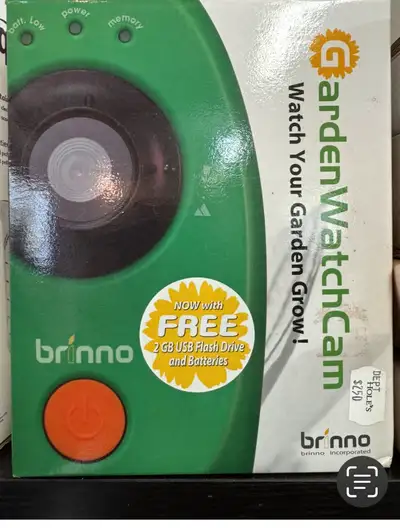 batt. Low
power
memory
GardenWatchCam
Watch Your Garden Grow!
NOW with
FREE
2 GB USB Flash Drive
and Batteries
brinno
DEPT
HOLE'S
$250
brinno
brinno incorporated